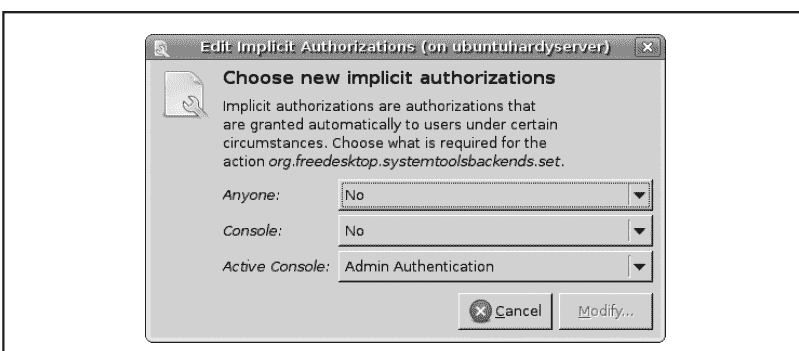 Edit Implicit Authorizations (on ubuntuhardyserver)
Choose new implicit authorizations
Implicit authorizations are authorizations that
are granted automatically to users under certain
circumstances. Choose what is required for the
action org.freedesktop.systemtoolsbackends.set.
Anyone: No
Console: No
Active Console: Admin Authentication
Cancel Modify...